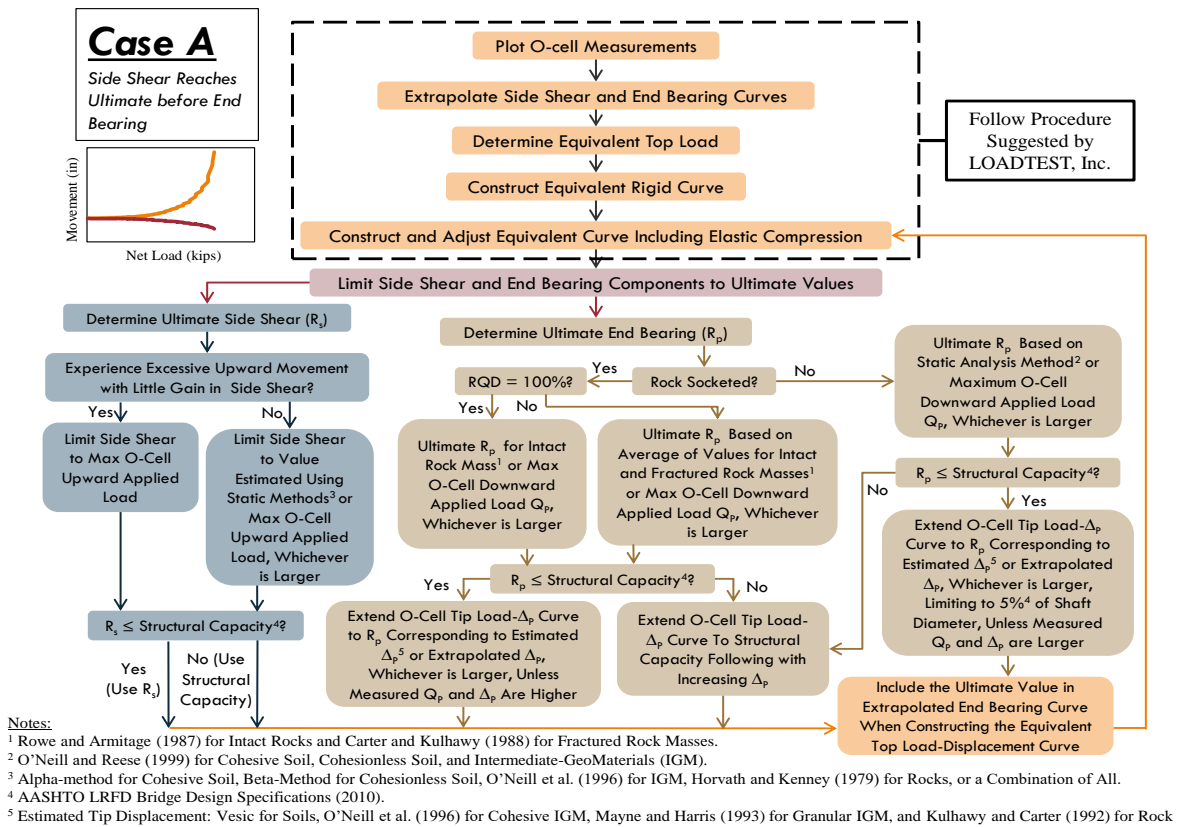 Case A
Side Shear Reaches
Ultimate before End
Bearing
Movement (in)
Net Load (kips)
Plot O-cell Measurements
Extrapolate Side Shear and End Bearing Curves
Determine Equivalent Top Load
Construct Equivalent Rigid Curve
Construct and Adjust Equivalent Curve Including Elastic Compression
Follow Procedure
Suggested by
LOADTEST, Inc.
Limit Side Shear and End Bearing Components to Ultimate Values
Determine Ultimate Side Shear (Rs)
Experience Excessive Upward Movement
with Little Gain in Side Shear?
Yes
No
Limit Side Shear
to Max O-Cell
Upward Applied
Load
Limit Side Shear
to Value
Estimated Using
Static Methods³ or
Max O-Cell
Upward Applied
Load, Whichever
is Larger
Rs ≤ Structural Capacity⁴?
Yes
(Use Rs)
No (Use
Structural
Capacity)
Determine Ultimate End Bearing (Rp)
Rock Socketed?
Yes
No
RQD = 100%?
Yes
No
Ultimate Rp for Intact
Rock Mass¹ or Max
O-Cell Downward
Applied Load QP,
Whichever is Larger
Ultimate Rp Based on
Average of Values for Intact
and Fractured Rock Masses¹
or Max O-Cell Downward
Applied Load QP, Whichever
is Larger
Rp ≤ Structural Capacity⁴?
Yes
No
Extend O-Cell Tip Load-ΔP Curve
to Rp Corresponding to Estimated
ΔP⁵ or Extrapolated ΔP,
Whichever is Larger, Unless
Measured QP and ΔP Are Higher
Extend O-Cell Tip Load-
ΔP Curve To Structural
Capacity Following with
Increasing ΔP
Ultimate Rp Based on
Static Analysis Method² or
Maximum O-Cell
Downward Applied Load
QP, Whichever is Larger
Rp ≤ Structural Capacity⁴?
No
Yes
Extend O-Cell Tip Load-ΔP
Curve to Rp Corresponding to
Estimated ΔP⁵ or Extrapolated
ΔP, Whichever is Larger,
Limiting to 5%⁴ of Shaft
Diameter, Unless Measured
QP and ΔP are Larger
Include the Ultimate Value in
Extrapolated End Bearing Curve
When Constructing the Equivalent
Top Load-Displacement Curve
Notes:
¹ Rowe and Armitage (1987) for Intact Rocks and Carter and Kulhawy (1988) for Fractured Rock Masses.
² O'Neill and Reese (1999) for Cohesive Soil, Cohesionless Soil, and Intermediate-GeoMaterials (IGM).
³ Alpha-method for Cohesive Soil, Beta-Method for Cohesionless Soil, O'Neill et al. (1996) for IGM, Horvath and Kenney (1979) for Rocks, or a Combination of All.
⁴ AASHTO LRFD Bridge Design Specifications (2010).
⁵ Estimated Tip Displacement: Vesic for Soils, O'Neill et al. (1996) for Cohesive IGM, Mayne and Harris (1993) for Granular IGM, and Kulhawy and Carter (1992) for Rock